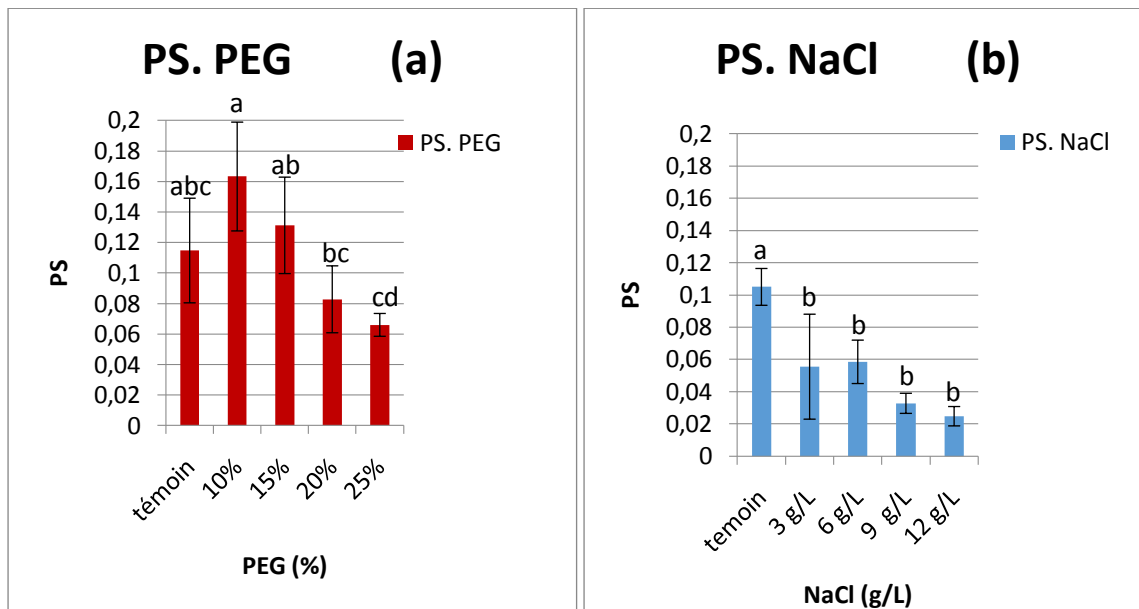 PS. PEG (a)
PS. PEG
0,2
0,18
0,16
0,14
0,12
0,1
0,08
0,06
0,04
0,02
0
PS
abc
a
ab
bc
cd
témoin
10%
15%
20%
25%
PEG (%)
PS. NaCl (b)
PS. NaCl
0,2
0,18
0,16
0,14
0,12
0,1
0,08
0,06
0,04
0,02
0
PS
a
b
b
b
b
temoin
3 g/L
6 g/L
9 g/L
12 g/L
NaCl (g/L)